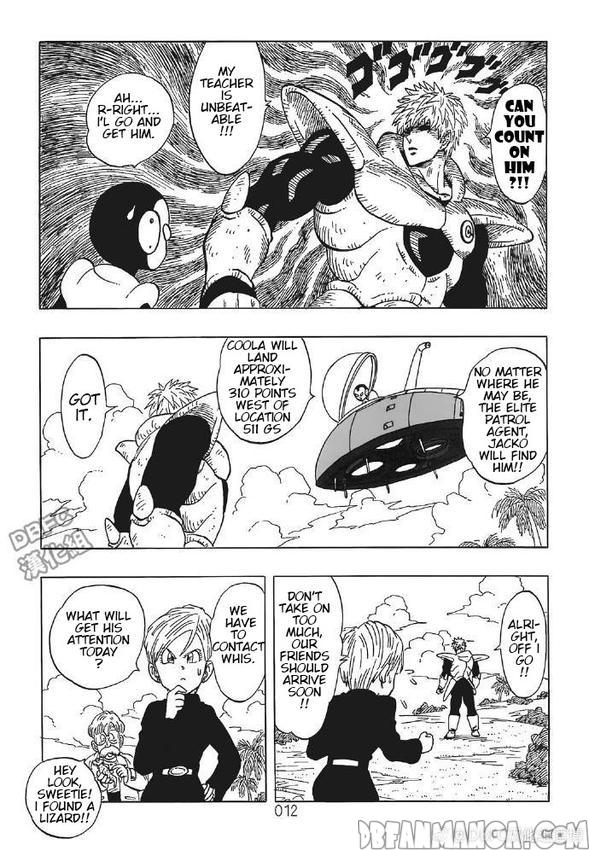 CAN
YOU
COUNT
ON
HIM
?!!
ゴゴゴゴゴ
MY
TEACHER
IS
UNBEAT-
ABLE
!!!
AH...
R-RIGHT...
I'L GO AND
GET HIM.
NO MATTER
WHERE HE
MAY BE,
THE ELITE
PATROL
AGENT,
JACKO
WILL FIND
HIM!!
COOLA WILL
LAND
APPROXI-
MATELY
310 POINTS
WEST OF
LOCATION
511 GS
GOT
IT.
DBFC
漢化組
ALRI-
GHT,
OFF I
GO!!
DON'T
TAKE ON
TOO
MUCH,
OUR
FRIENDS
SHOULD
ARRIVE
SOON
!!
WE
HAVE TO
CONTACT
WHIS.
WHAT WILL
GET HIS
ATTENTION
TODAY
?
HEY
LOOK,
SWEETIE!
I FOUND A
LIZARD!!
012
DBFANMANGA.COM